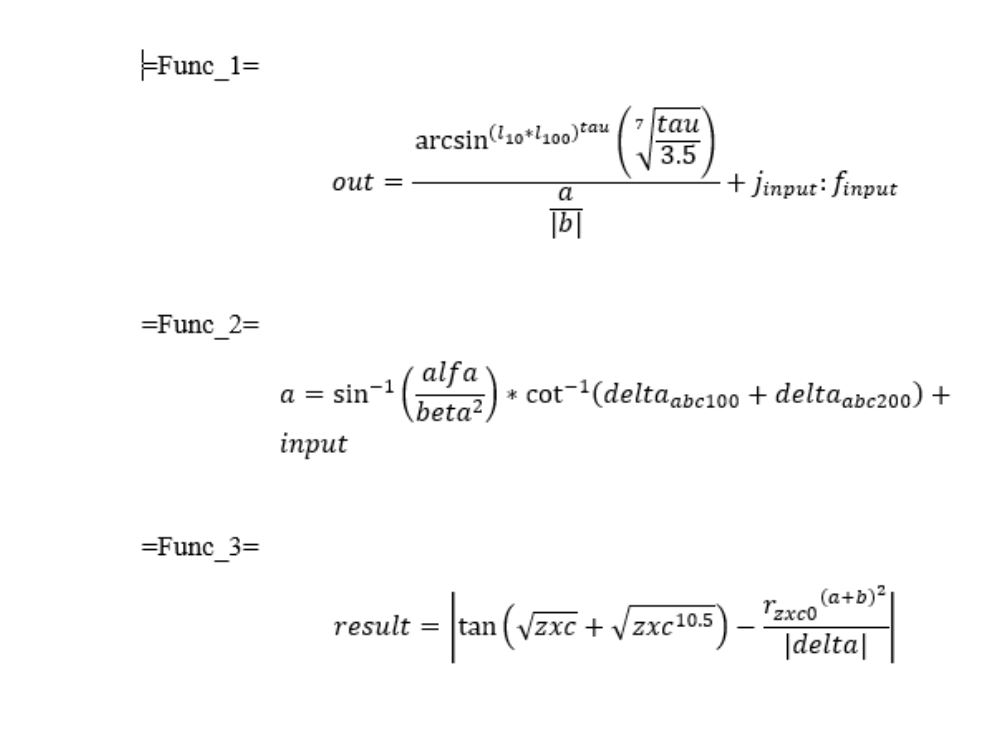 =Func_1=
out = \frac{\arcsin^{(l_{10}*l_{100})^{tau}}\left(\sqrt[7]{\frac{tau}{3.5}}\right)}{\frac{a}{|b|}} + j_{input}: f_{input}
=Func_2=
a = \sin^{-1}\left(\frac{alfa}{beta^{2}}\right) * \cot^{-1}(delta_{abc100} + delta_{abc200}) +
input
=Func_3=
result = \left|\tan\left(\sqrt{zxc} + \sqrt{zxc^{10.5}}\right) - \frac{{r_{zxc0}}^{(a+b)^{2}}}{|delta|}\right|